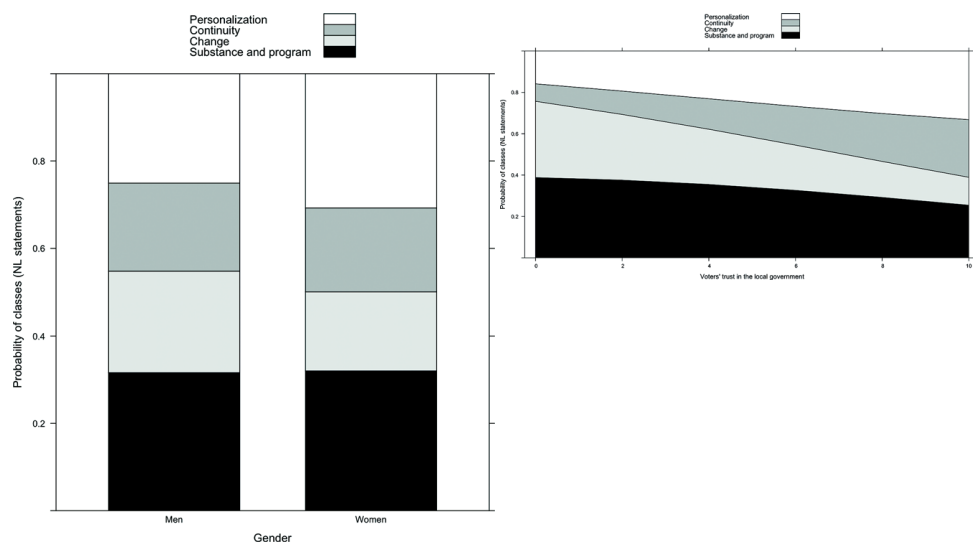 Personalization
Continuity
Change
Substance and program
Probability of classes (NL statements)
0.8
0.6
0.4
0.2
Men
Women
Gender
Personalization
Continuity
Change
Substance and program
Probability of classes (NL statements)
0.8
0.6
0.4
0.2
0
2
4
6
8
10
Voters' trust in the local government